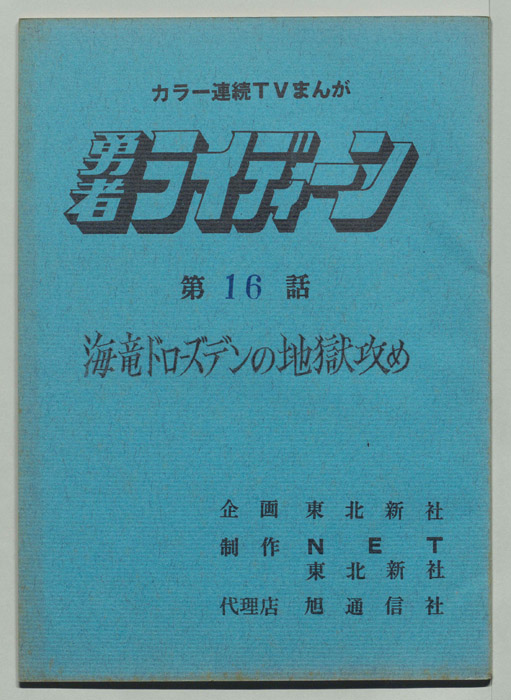 カラー連続TVまんが
勇者ライディーン
第16話
海竜ドロズデンの地獄攻め
企画 東北新社
制作 NET
東北新社
代理店 旭通信社